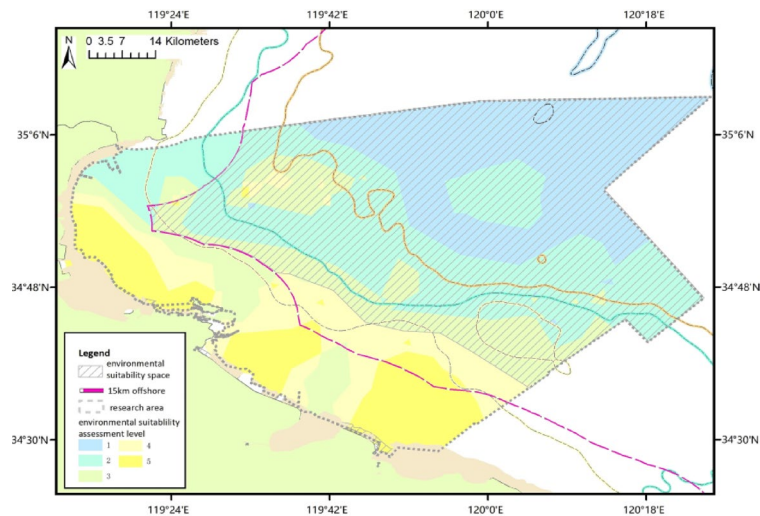 119°24'E 119°42'E 120°0'E 120°18'E
N
0 3.5 7 14 Kilometers
35°6'N 35°6'N
34°48'N 34°48'N
34°30'N 34°30'N
Legend
environmental
suitability space
15km offshore
research area
environmental suitablility
assessment level
1 4
2 5
3
119°24'E 119°42'E 120°0'E 120°18'E